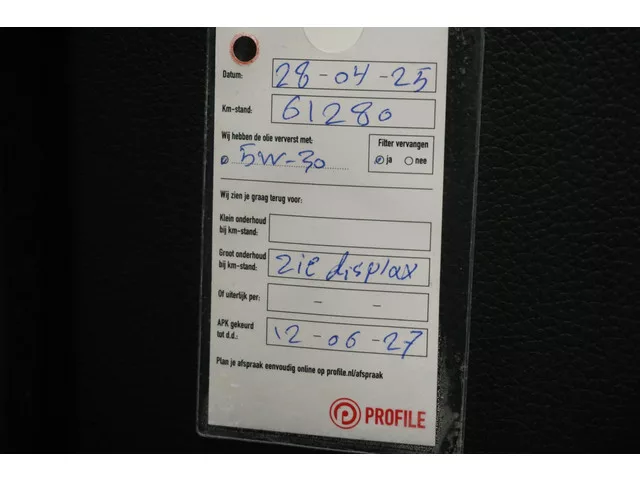 Datum: 28-04-25
Km-stand: 61280
Wij hebben de olie ververst met:
5W-30
Filter vervangen
ja nee
Wij zien je graag terug voor:
Klein onderhoud
bij km-stand:
Groot onderhoud
bij km-stand: zie display
Of uiterlijk per: - -
APK gekeurd
tot d.d.: 12-06-27
Plan je afspraak eenvoudig online op profile.nl/afspraak
PROFILE